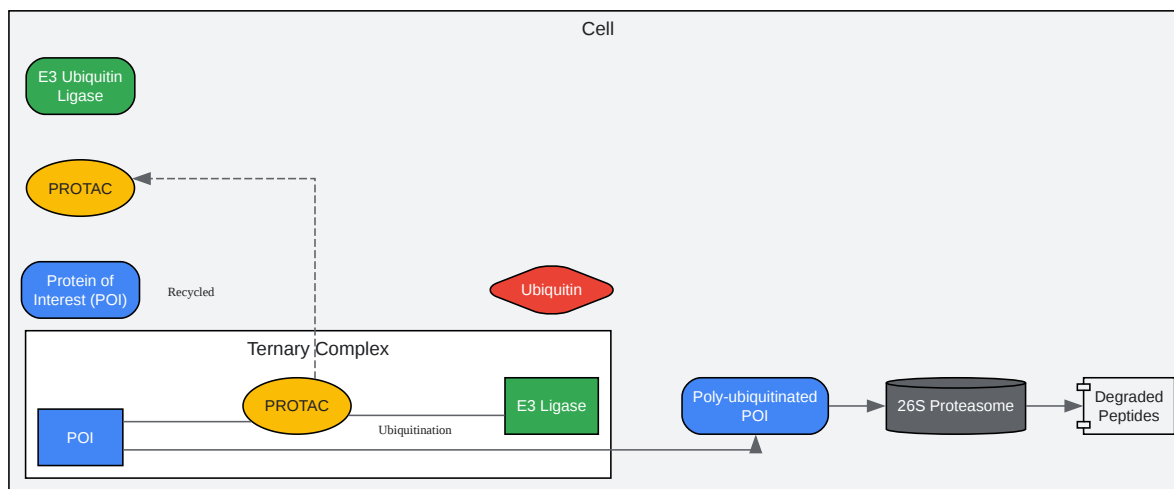 Cell
E3 Ubiquitin
Ligase
PROTAC
Protein of
Interest (POI)
Recycled
Ubiquitin
Ternary Complex
PROTAC
E3 Ligase
POI
Ubiquitination
Poly-ubiquitinated
POI
26S Proteasome
Degraded
Peptides